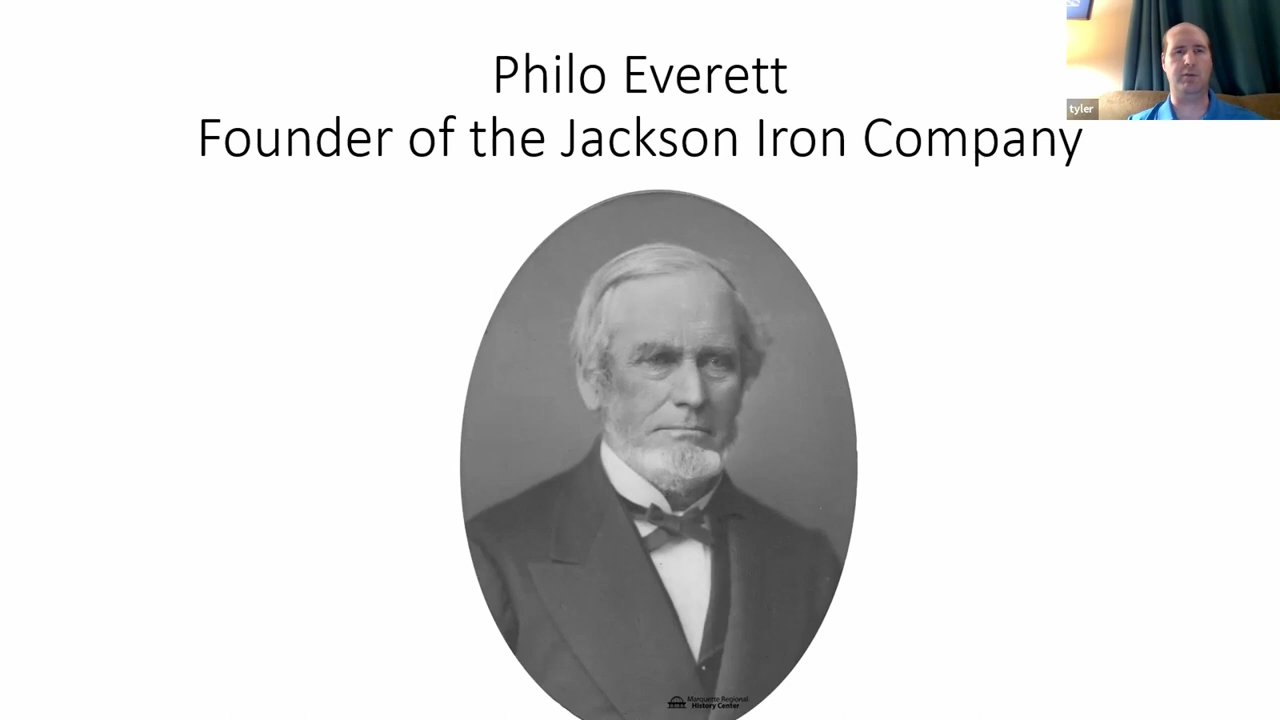 Philo Everett
Founder of the Jackson Iron Company
tyler
Marquette Regional
History Center